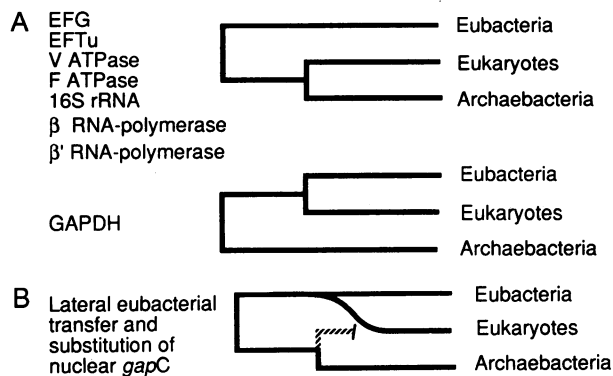 A
EFG
EFTu
V ATPase
F ATPase
16S rRNA
β RNA-polymerase
β' RNA-polymerase
Eubacteria
Eukaryotes
Archaebacteria
GAPDH
Eubacteria
Eukaryotes
Archaebacteria
B
Lateral eubacterial
transfer and
substitution of
nuclear gapC
Eubacteria
Eukaryotes
Archaebacteria